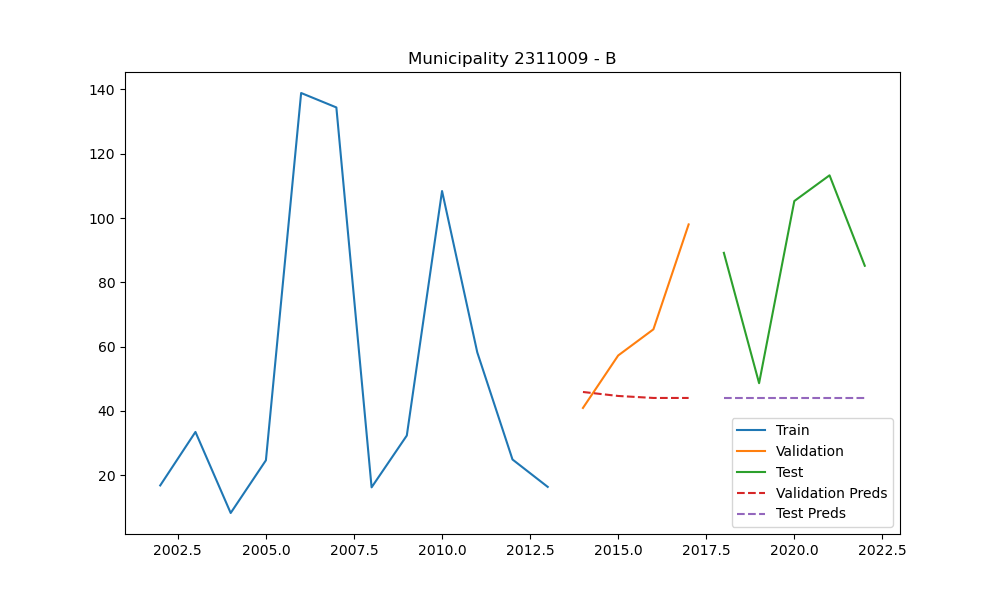 Municipality 2311009 - B
140
120
100
80
60
40
20
2002.5 2005.0 2007.5 2010.0 2012.5 2015.0 2017.5 2020.0 2022.5
Train
Validation
Test
Validation Preds
Test Preds